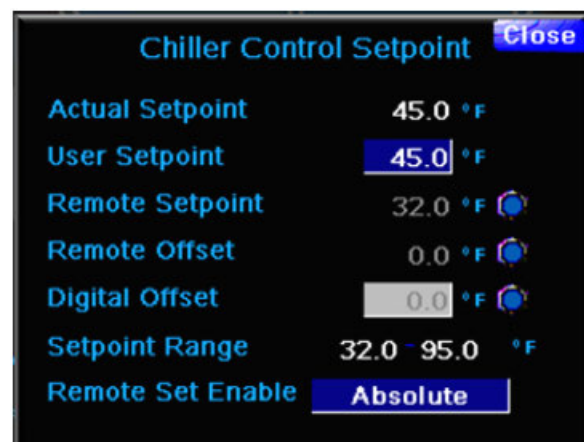 Chiller Control Setpoint Close
Actual Setpoint 45.0 °F
User Setpoint 45.0 °F
Remote Setpoint 32.0 °F
Remote Offset 0.0 °F
Digital Offset 0.0 °F
Setpoint Range 32.0 - 95.0 °F
Remote Set Enable Absolute